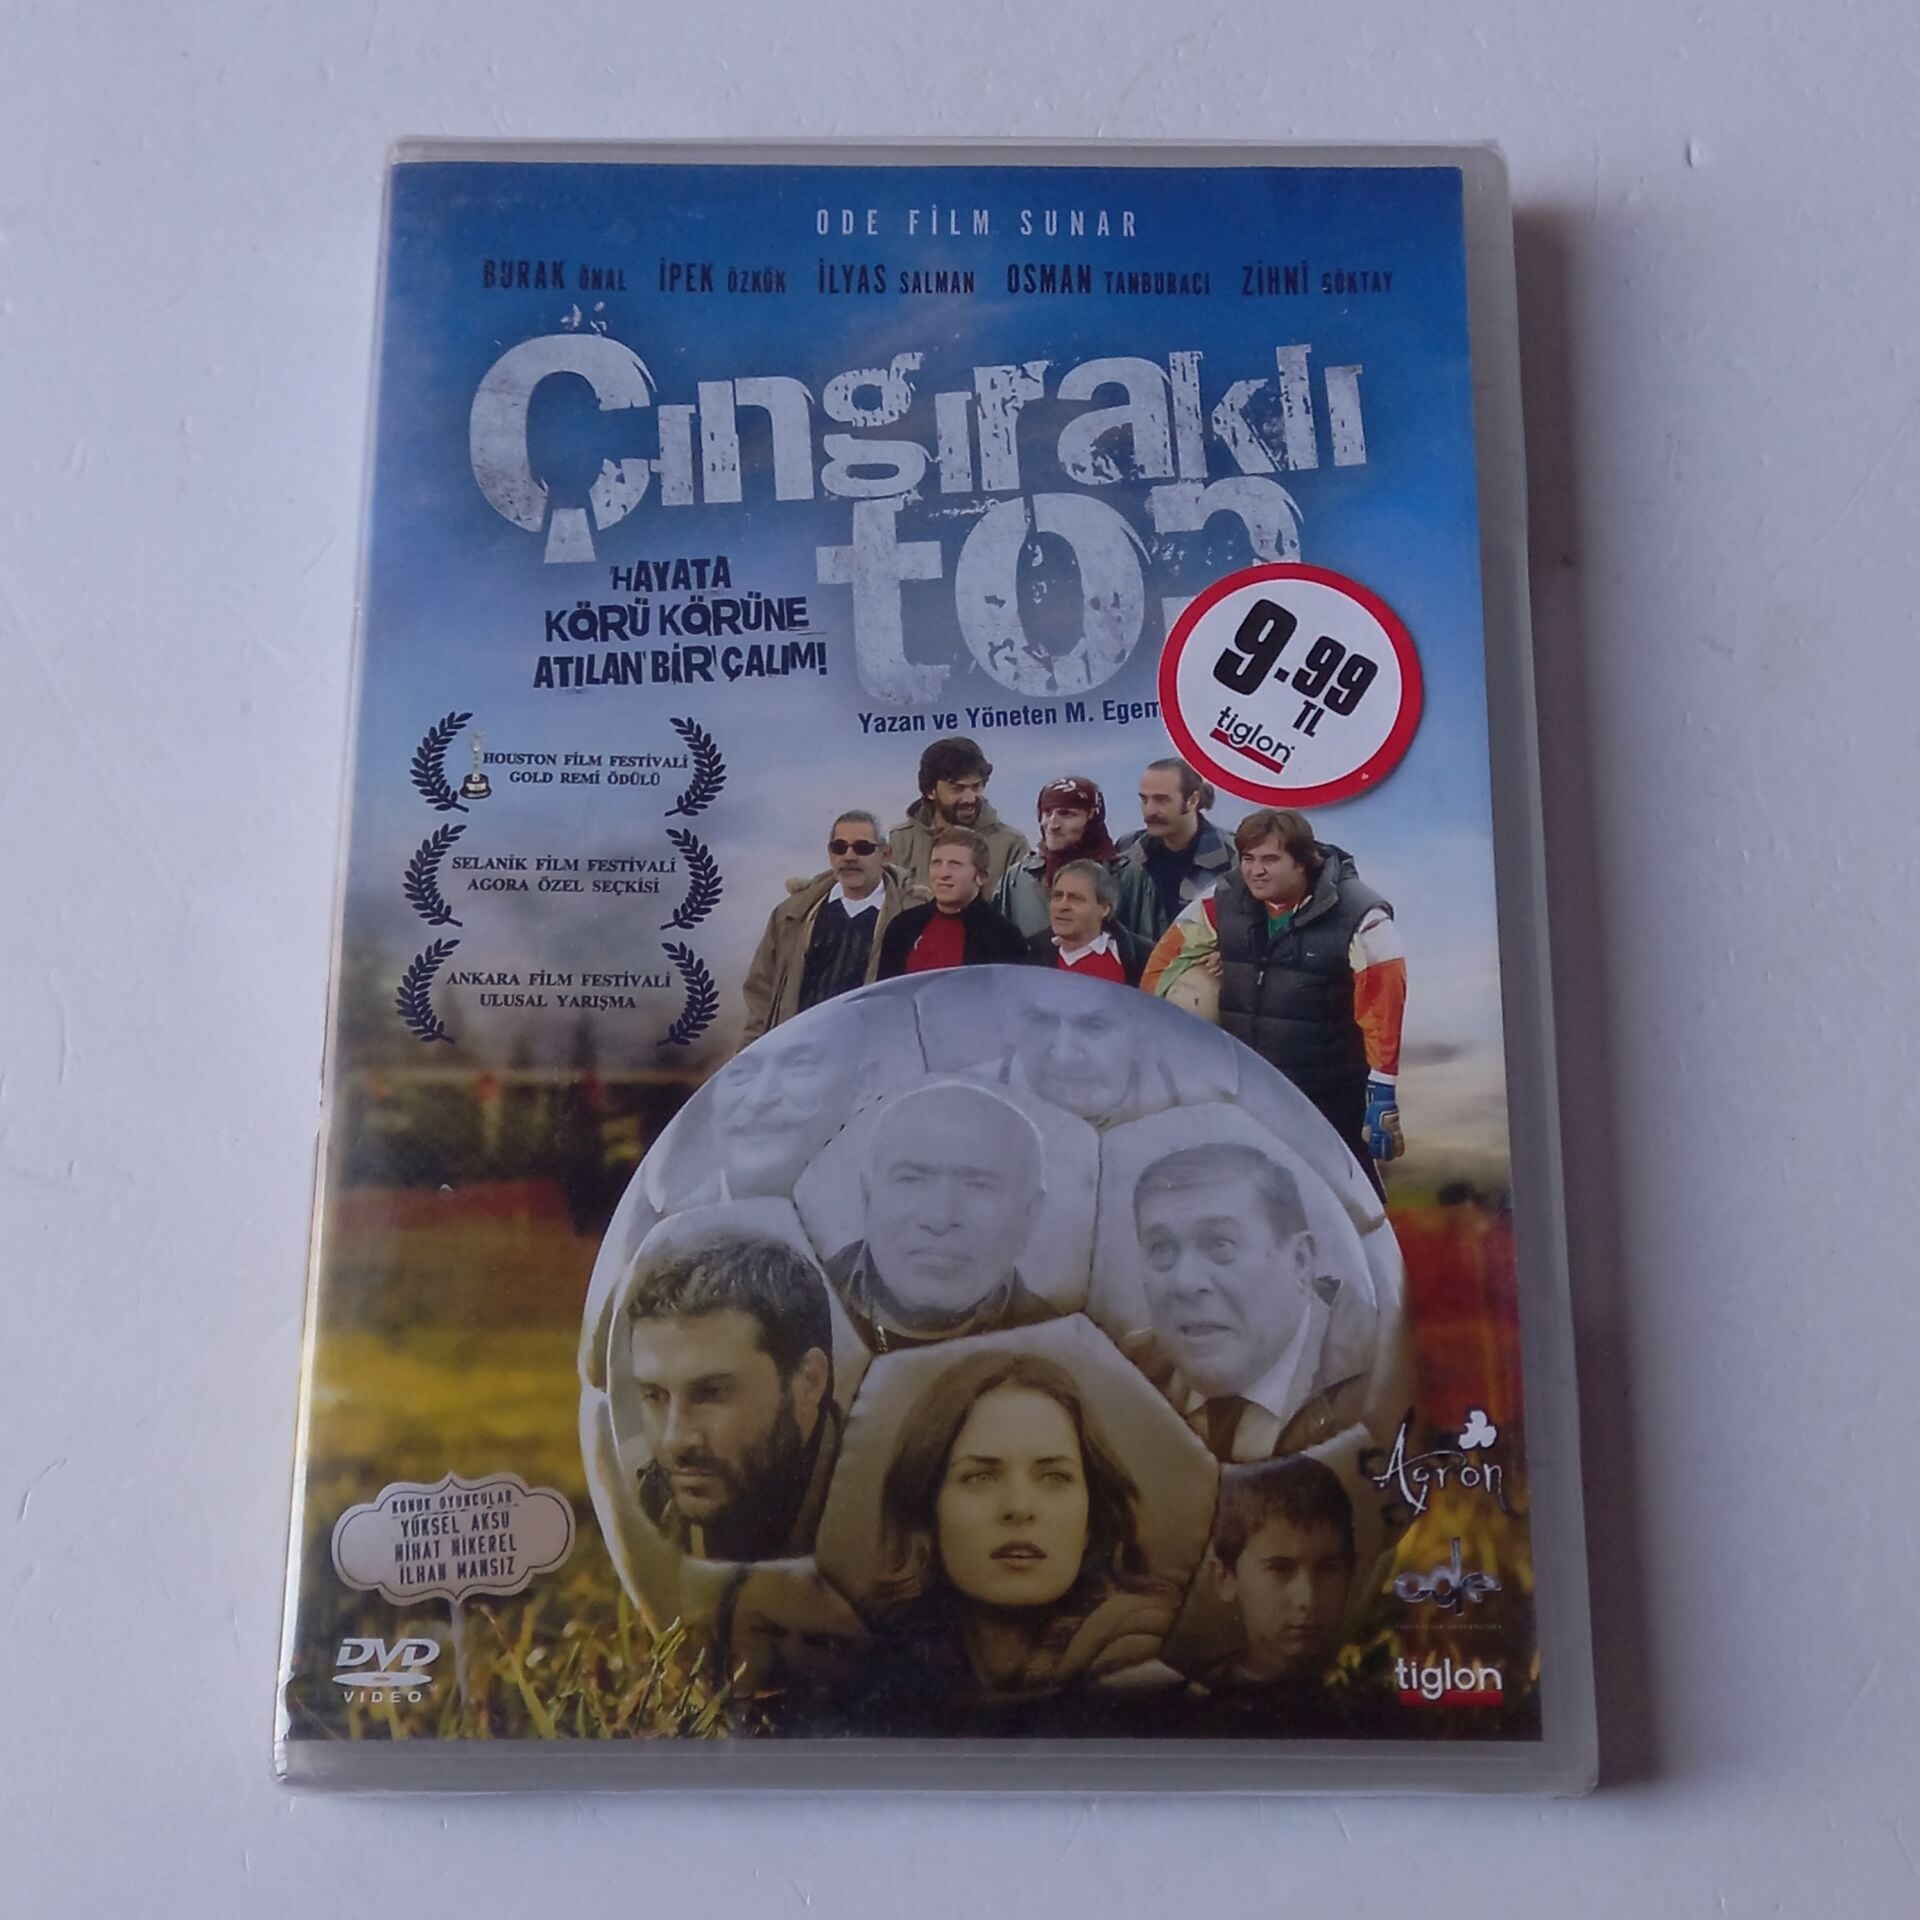 ODE FİLM SUNAR
BURAK ÖNAL İPEK ÖZKÖK İLYAS SALMAN OSMAN TANBURACI ZİHNİ GÖKTAY
Çıngıraklı
top
HAYATA
KÖRÜ KÖRÜNE
ATILAN BİR ÇALIM!
9.99
TL
tiglon
Yazan ve Yöneten M. Egem
HOUSTON FİLM FESTİVALİ
GOLD REMİ ÖDÜLÜ
SELANİK FİLM FESTİVALİ
AGORA ÖZEL SEÇKİSİ
ANKARA FİLM FESTİVALİ
ULUSAL YARIŞMA
KONUK OYUNCULAR
YÜKSEL AKSU
NİHAT NİKEREL
İLHAN MANSIZ
Agron
ode
DVD
VIDEO
tiglon